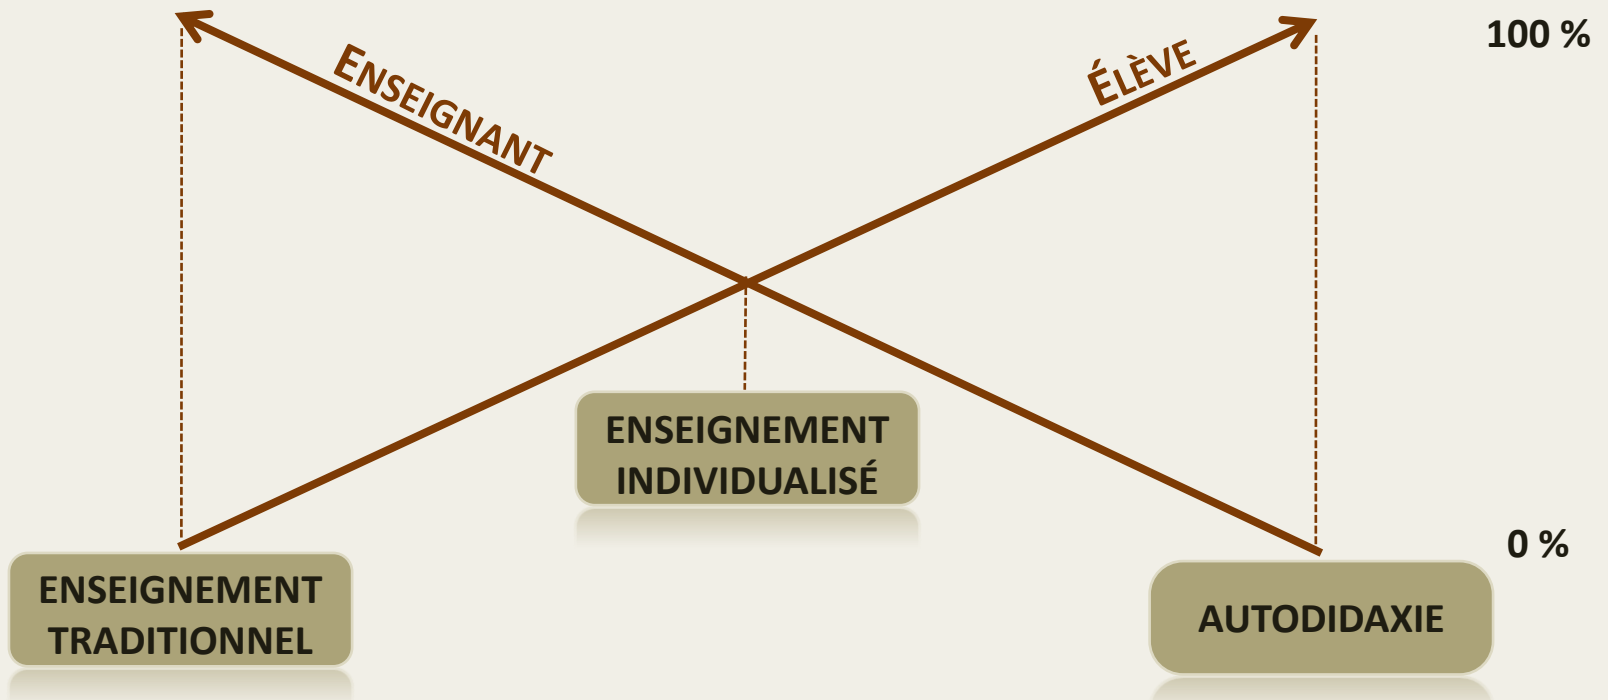 100 %
ENSEIGNANT
ÉLÈVE
ENSEIGNEMENT
INDIVIDUALISÉ
0 %
ENSEIGNEMENT
TRADITIONNEL
AUTODIDAXIE